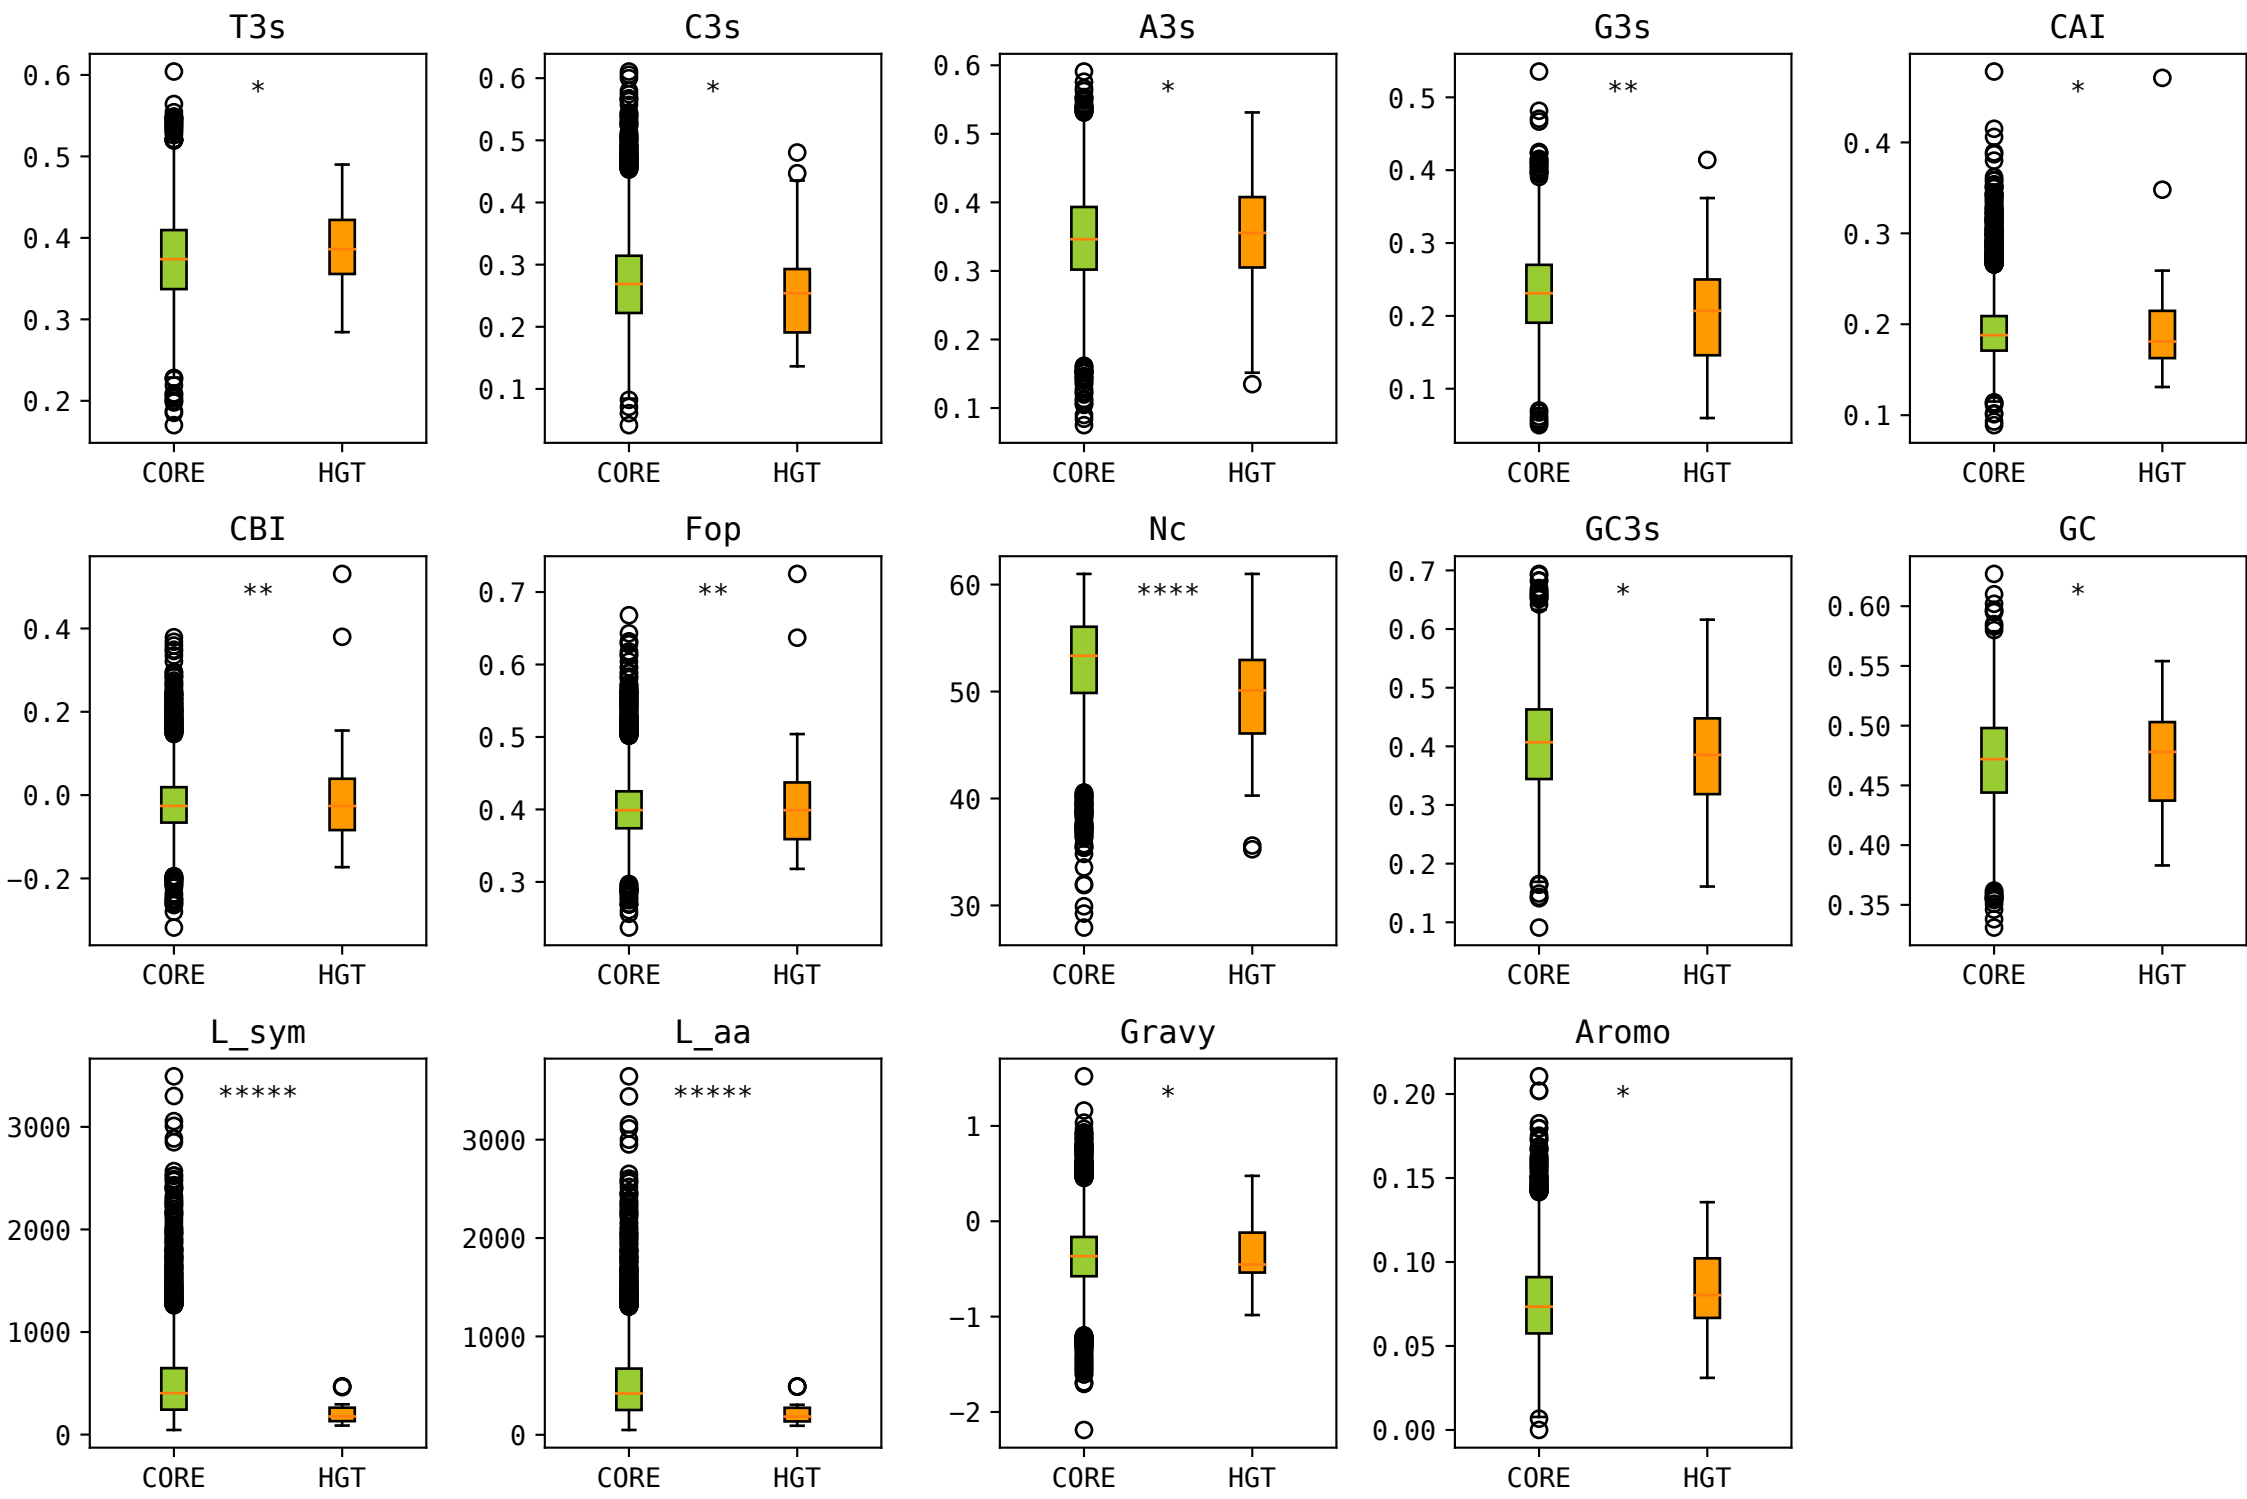 T3s
C3s
A3s
G3s
CAI
0.6
0.5
0.4
0.3
0.2
*
CORE
HGT
0.6
0.5
0.4
0.3
0.2
0.1
*
CORE
HGT
0.6
0.5
0.4
0.3
0.2
0.1
*
CORE
HGT
0.5
0.4
0.3
0.2
0.1
**
CORE
HGT
0.4
0.3
0.2
0.1
*
CORE
HGT
CBI
Fop
Nc
GC3s
GC
0.4
0.2
0.0
−0.2
**
CORE
HGT
0.7
0.6
0.5
0.4
0.3
**
CORE
HGT
60
50
40
30
****
CORE
HGT
0.7
0.6
0.5
0.4
0.3
0.2
0.1
*
CORE
HGT
0.60
0.55
0.50
0.45
0.40
0.35
*
CORE
HGT
L_sym
L_aa
Gravy
Aromo
3000
2000
1000
0
*****
CORE
HGT
3000
2000
1000
0
*****
CORE
HGT
1
0
−1
−2
*
CORE
HGT
0.20
0.15
0.10
0.05
0.00
*
CORE
HGT